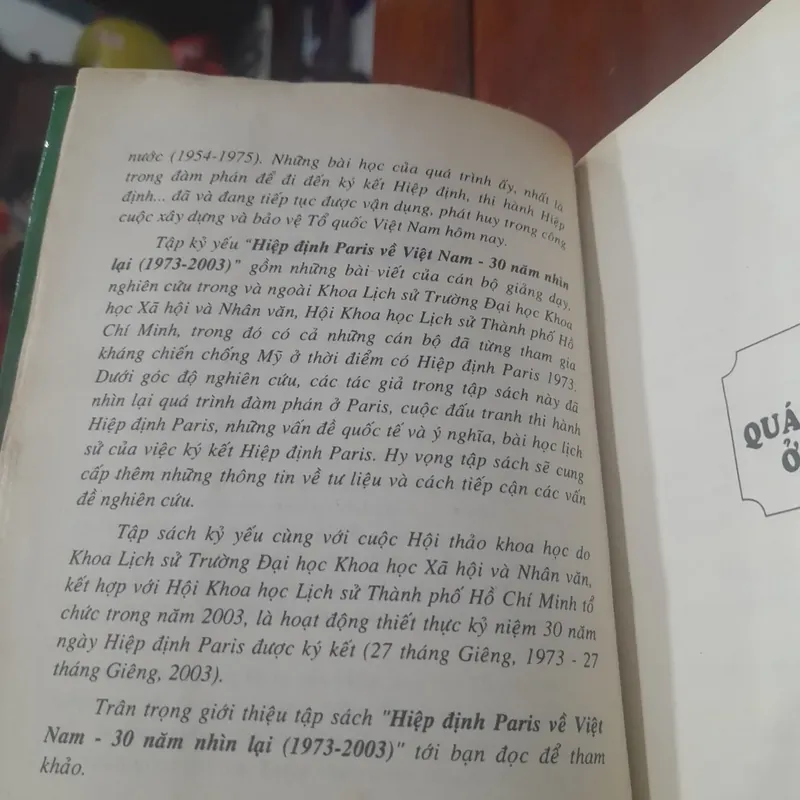 nước (1954-1975). Những bài học của quá trình ấy, nhất là
trong đàm phán để đi đến ký kết Hiệp định, thi hành Hiệp
định... đã và đang tiếp tục được vận dụng, phát huy trong công
cuộc xây dựng và bảo vệ Tổ quốc Việt Nam hôm nay.
Tập kỷ yếu "Hiệp định Paris về Việt Nam - 30 năm nhìn
lại (1973-2003)" gồm những bài viết của cán bộ giảng dạy,
nghiên cứu trong và ngoài Khoa Lịch sử Trường Đại học Khoa
học Xã hội và Nhân văn, Hội Khoa học Lịch sử Thành phố Hồ
Chí Minh, trong đó có cả những cán bộ đã từng tham gia
kháng chiến chống Mỹ ở thời điểm có Hiệp định Paris 1973.
Dưới góc độ nghiên cứu, các tác giả trong tập sách này đã
nhìn lại quá trình đàm phán ở Paris, cuộc đấu tranh thi hành
Hiệp định Paris, những vấn đề quốc tế và ý nghĩa, bài học lịch
sử của việc ký kết Hiệp định Paris. Hy vọng tập sách sẽ cung
cấp thêm những thông tin về tư liệu và cách tiếp cận các vấn
đề nghiên cứu.
Tập sách kỷ yếu cùng với cuộc Hội thảo khoa học do
Khoa Lịch sử Trường Đại học Khoa học Xã hội và Nhân văn,
kết hợp với Hội Khoa học Lịch sử Thành phố Hồ Chí Minh tổ
chức trong năm 2003, là hoạt động thiết thực kỷ niệm 30 năm
ngày Hiệp định Paris được ký kết (27 tháng Giêng, 1973 - 27
tháng Giêng, 2003).
Trân trọng giới thiệu tập sách "Hiệp định Paris về Việt
Nam - 30 năm nhìn lại (1973-2003)" tới bạn đọc để tham
khảo.
QUÁ
Ở